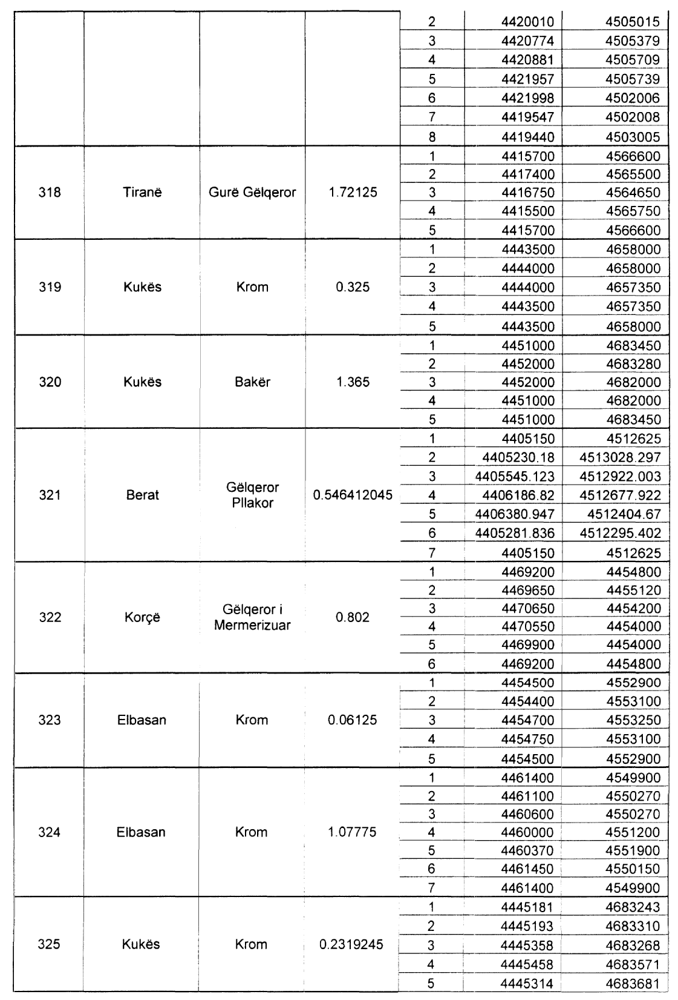 2 4420010 4505015
3 4420774 4505379
4 4420881 4505709
5 4421957 4505739
6 4421998 4502006
7 4419547 4502008
8 4419440 4503005
318 Tiranë Gurë Gëlqeror 1.72125
1 4415700 4566600
2 4417400 4565500
3 4416750 4564650
4 4415500 4565750
5 4415700 4566600
319 Kukës Krom 0.325
1 4443500 4658000
2 4444000 4658000
3 4444000 4657350
4 4443500 4657350
5 4443500 4658000
320 Kukës Bakër 1.365
1 4451000 4683450
2 4452000 4683280
3 4452000 4682000
4 4451000 4682000
5 4451000 4683450
321 Berat Gëlqeror
Pllakor 0.546412045
1 4405150 4512625
2 4405230.18 4513028.297
3 4405545.123 4512922.003
4 4406186.82 4512677.922
5 4406380.947 4512404.67
6 4405281.836 4512295.402
7 4405150 4512625
322 Korçë Gëlqeror i
Mermerizuar 0.802
1 4469200 4454800
2 4469650 4455120
3 4470650 4454200
4 4470550 4454000
5 4469900 4454000
6 4469200 4454800
323 Elbasan Krom 0.06125
1 4454500 4552900
2 4454400 4553100
3 4454700 4553250
4 4454750 4553100
5 4454500 4552900
324 Elbasan Krom 1.07775
1 4461400 4549900
2 4461100 4550270
3 4460600 4550270
4 4460000 4551200
5 4460370 4551900
6 4461450 4550150
7 4461400 4549900
325 Kukës Krom 0.2319245
1 4445181 4683243
2 4445193 4683310
3 4445358 4683268
4 4445458 4683571
5 4445314 4683681